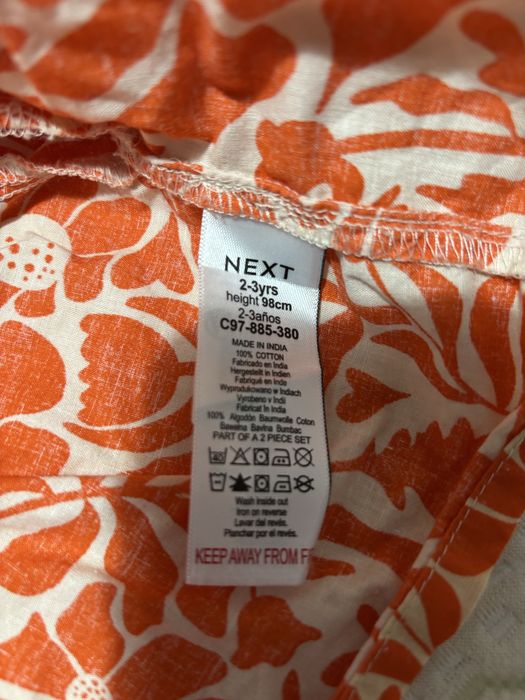 NEXT
2-3yrs
height 98cm
2-3años
C97-885-380
MADE IN INDIA
100% COTTON
Fabricado en India
Hergestellt in Indien
Fabriqué en Inde
Wyprodukowano w Indiach
Vyrobeno v Indii
Fabricat în India
100% Algodón Baumwolle Coton
Bawełna Bavlna Bumbac
PART OF A 2 PIECE SET
40
Wash inside out
Iron on reverse
Lavar del revés.
Planchar por el revés.
KEEP AWAY FROM